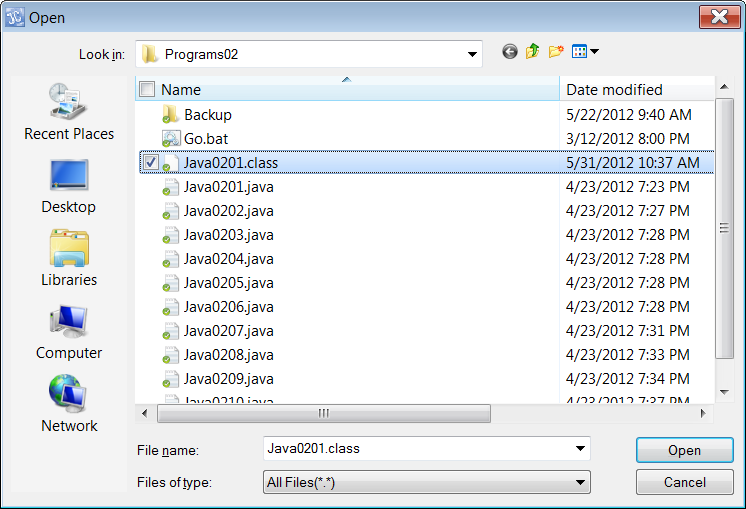 Open
Look in: Programs02
Name Date modified
Recent Places
Desktop
Libraries
Computer
Network
Backup 5/22/2012 9:40 AM
Go.bat 3/12/2012 8:00 PM
Java0201.class 5/31/2012 10:37 AM
Java0201.java 4/23/2012 7:23 PM
Java0202.java 4/23/2012 7:27 PM
Java0203.java 4/23/2012 7:28 PM
Java0204.java 4/23/2012 7:28 PM
Java0205.java 4/23/2012 7:28 PM
Java0206.java 4/23/2012 7:28 PM
Java0207.java 4/23/2012 7:31 PM
Java0208.java 4/23/2012 7:33 PM
Java0209.java 4/23/2012 7:34 PM
Java0210.java 4/23/2012 7:37 PM
File name: Java0201.class Open
Files of type: All Files(*.*) Cancel